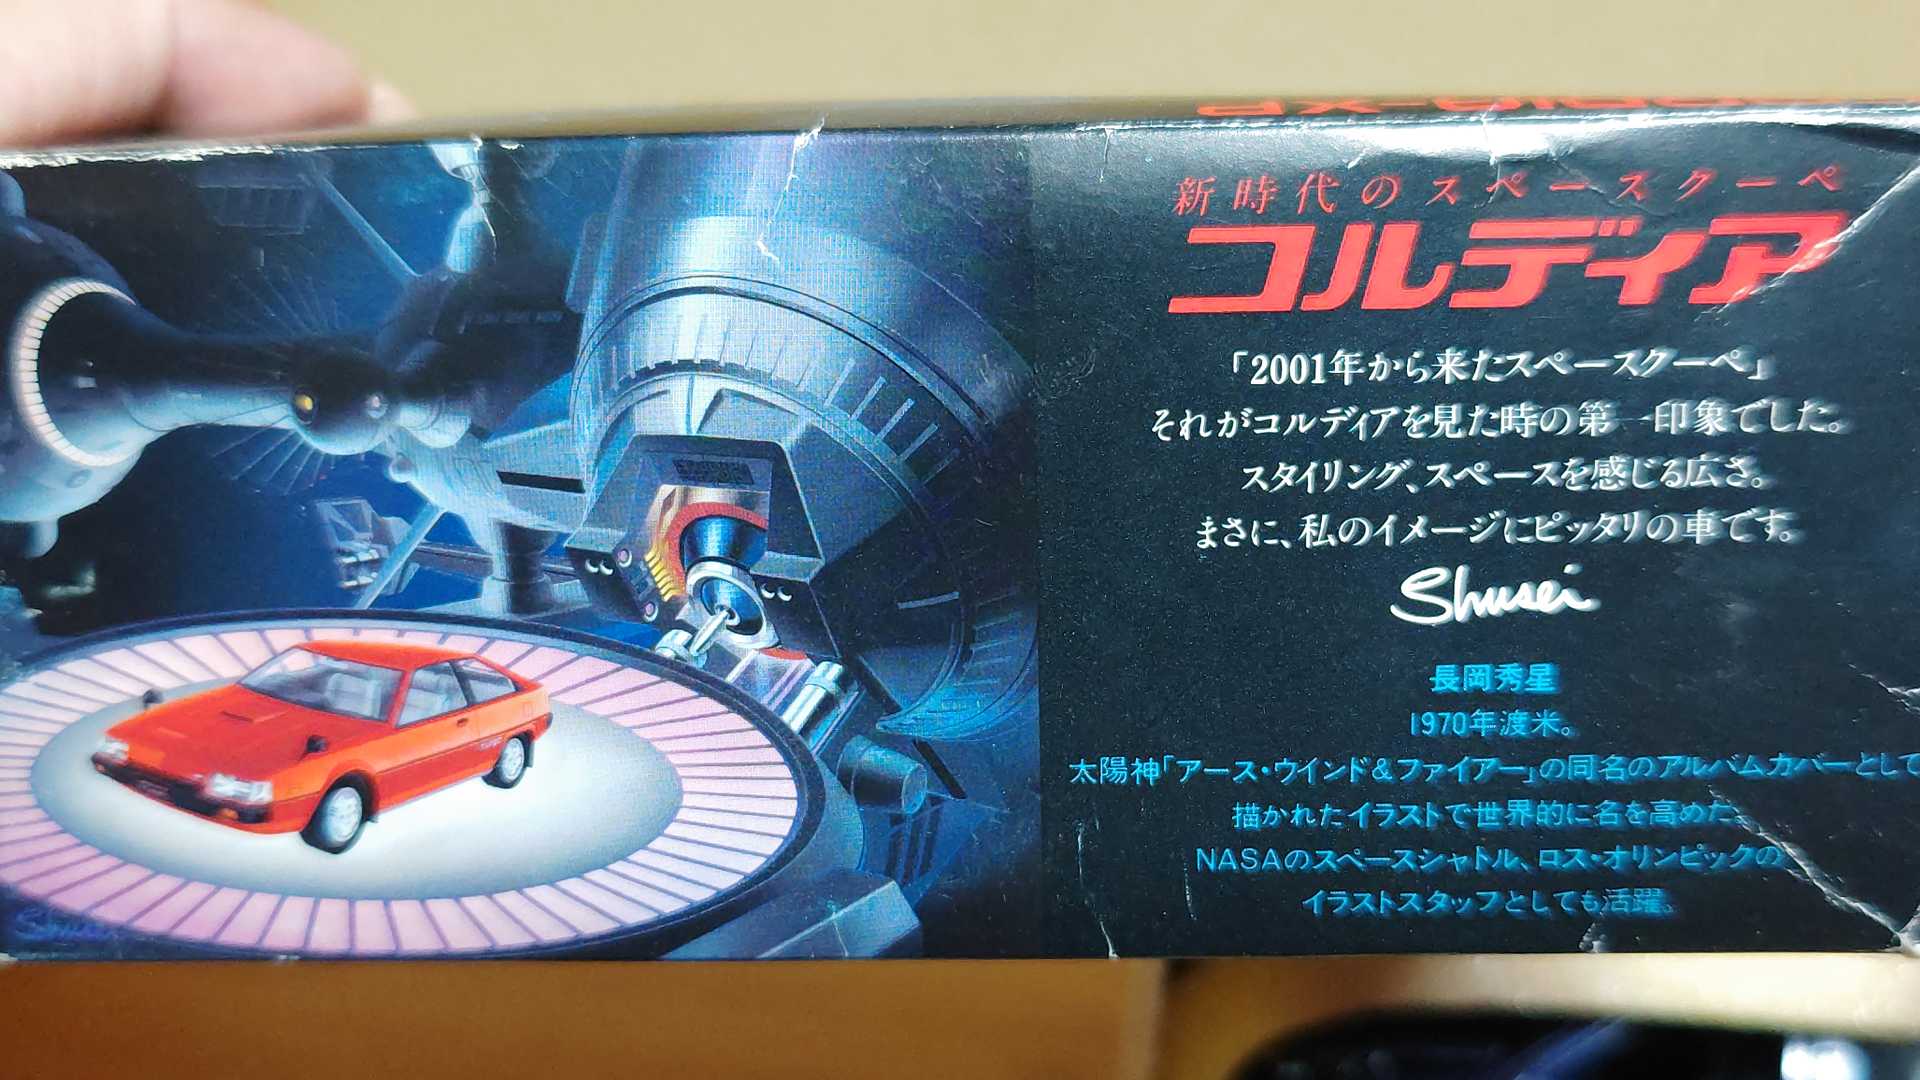 新時代のスペースクーペ
コルディア
「2001年から来たスペースクーペ」
それがコルディアを見た時の第一印象でした。
スタイリング、スペースを感じる広さ。
まさに、私のイメージにピッタリの車です。
Shusei
長岡秀星
1970年渡米。
太陽神「アース・ウインド&ファイアー」の同名のアルバムカバーとして
描かれたイラストで世界的に名を高めた。
NASAのスペースシャトル、ロス・オリンピックの
イラストスタッフとしても活躍。